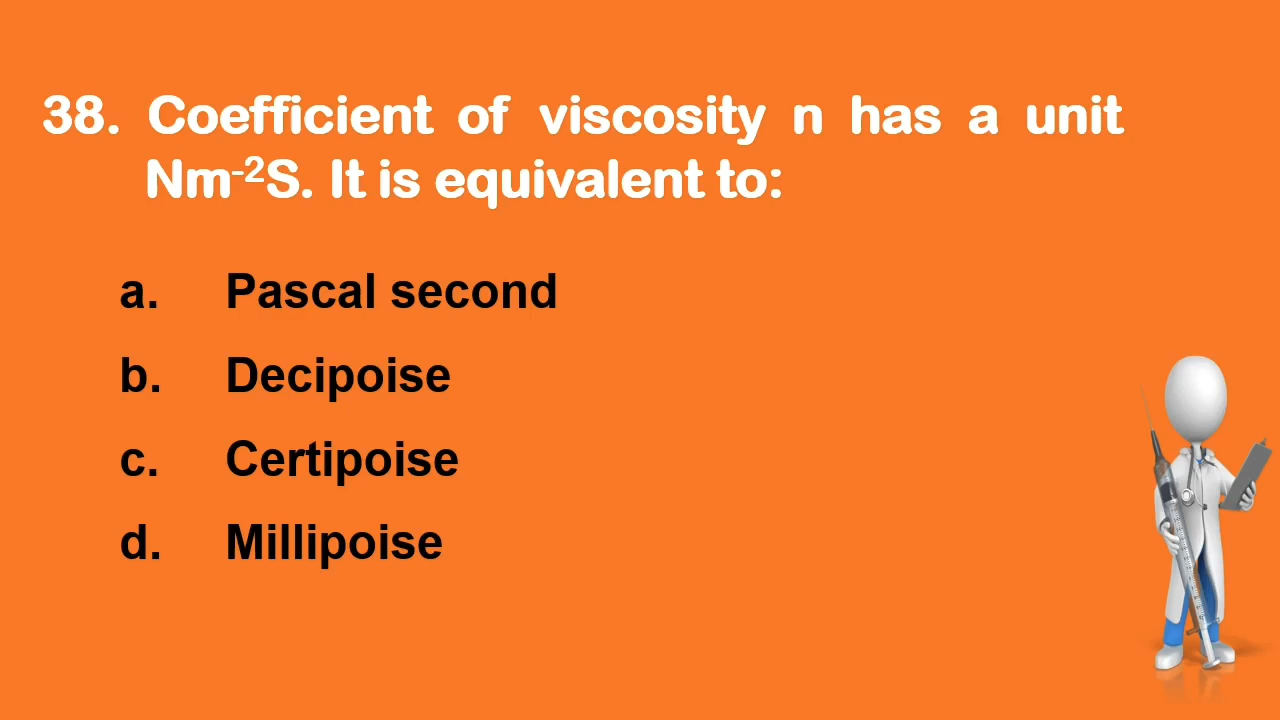 38. Coefficient of viscosity n has a unit
Nm⁻²S. It is equivalent to:
a. Pascal second
b. Decipoise
c. Certipoise
d. Millipoise